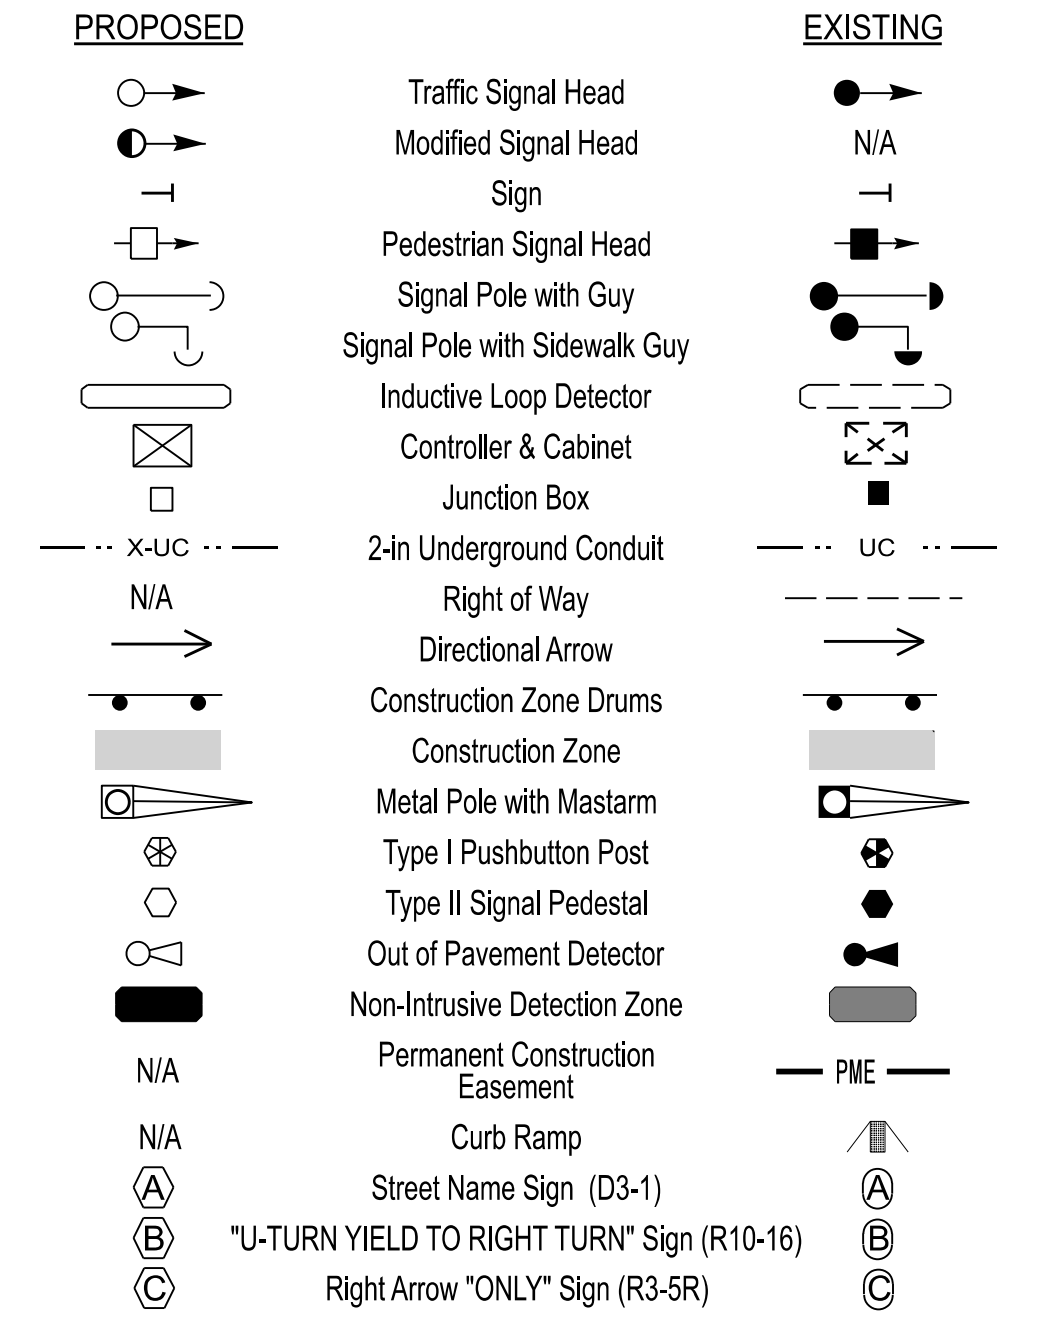 PROPOSED EXISTING
Traffic Signal Head
Modified Signal Head N/A
Sign
Pedestrian Signal Head
Signal Pole with Guy
Signal Pole with Sidewalk Guy
Inductive Loop Detector
Controller & Cabinet
Junction Box
X-UC 2-in Underground Conduit UC
N/A Right of Way
Directional Arrow
Construction Zone Drums
Construction Zone
Metal Pole with Mastarm
Type I Pushbutton Post
Type II Signal Pedestal
Out of Pavement Detector
Non-Intrusive Detection Zone
N/A Permanent Construction PME
Easement
N/A Curb Ramp
A Street Name Sign (D3-1) A
B "U-TURN YIELD TO RIGHT TURN" Sign (R10-16) B
C Right Arrow "ONLY" Sign (R3-5R) C